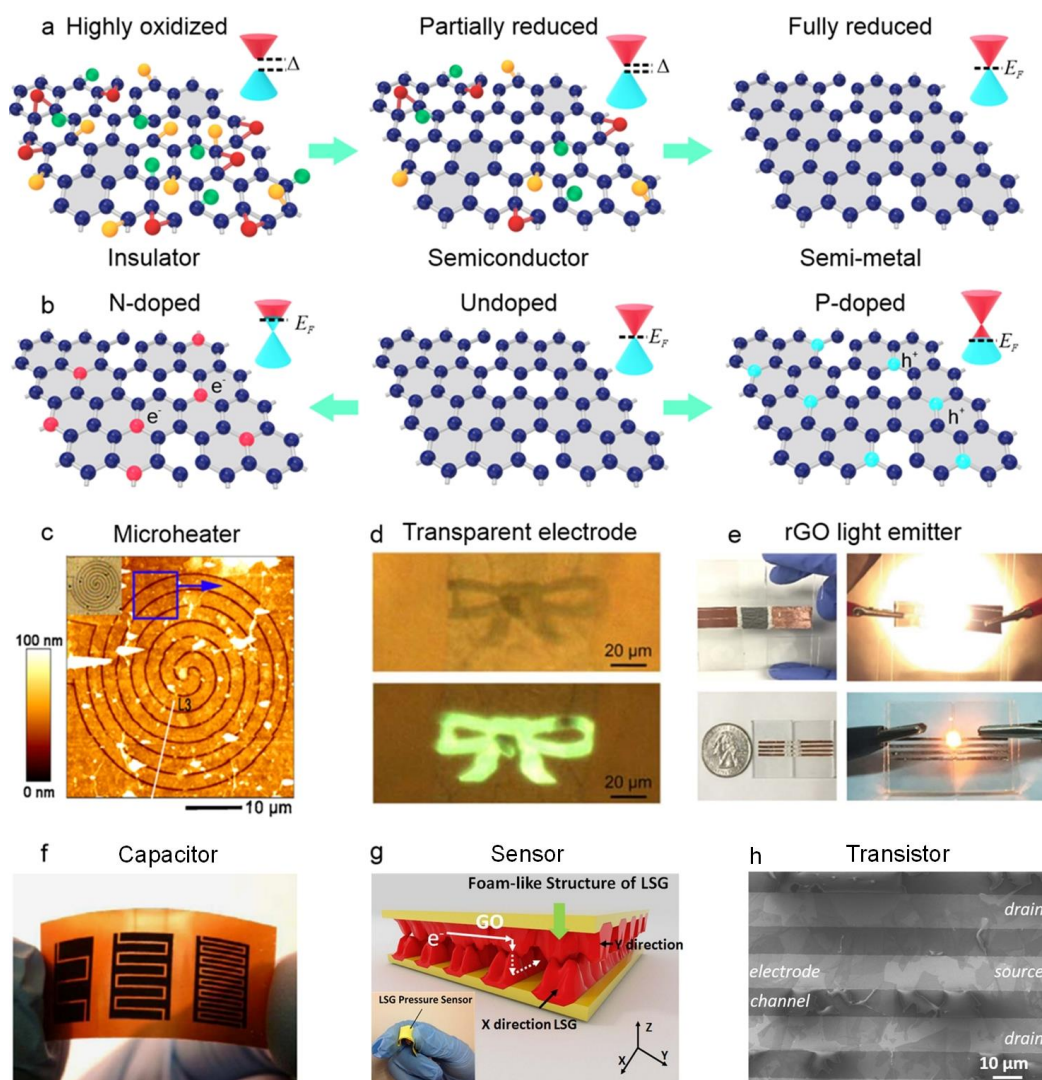 a Highly oxidized Partially reduced Fully reduced
Δ Δ E_F
Insulator Semiconductor Semi-metal
b N-doped Undoped P-doped
E_F E_F E_F
e⁻ h⁺
e⁻ h⁺
c Microheater
100 nm
0 nm
L3
10 μm
d Transparent electrode
20 μm
20 μm
e rGO light emitter
f Capacitor
g Sensor
Foam-like Structure of LSG
GO
e⁻
Y direction
LSG Pressure Sensor
X direction LSG
Z
X Y
h Transistor
drain
electrode source
channel
drain
10 μm